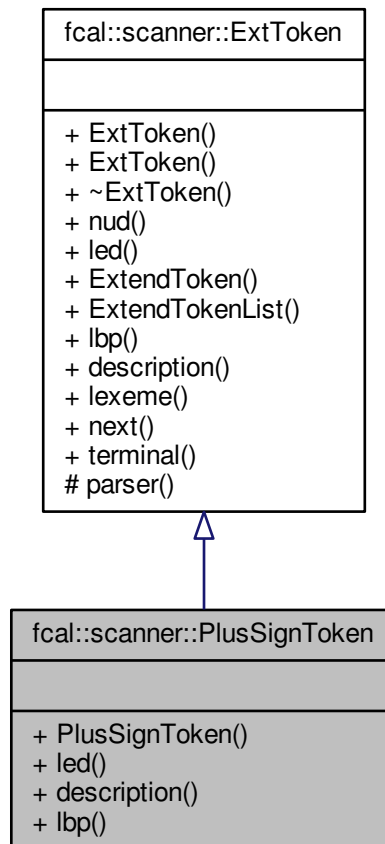 fcal::scanner::ExtToken
+ ExtToken()
+ ExtToken()
+ ~ExtToken()
+ nud()
+ led()
+ ExtendToken()
+ ExtendTokenList()
+ lbp()
+ description()
+ lexeme()
+ next()
+ terminal()
# parser()
fcal::scanner::PlusSignToken
+ PlusSignToken()
+ led()
+ description()
+ lbp()